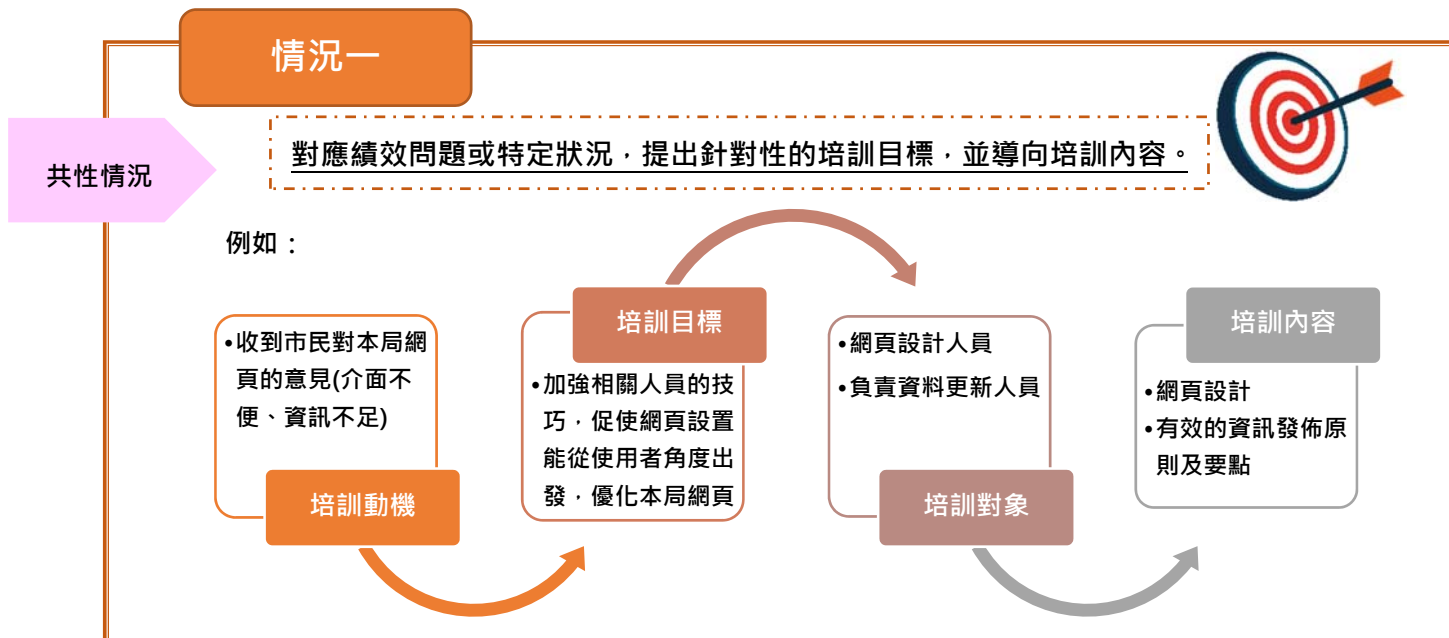 情況一
共性情況
對應績效問題或特定狀況，提出針對性的培訓目標，並導向培訓內容。
例如：
•收到市民對本局網
頁的意見(介面不
便、資訊不足)
培訓動機
培訓目標
•加強相關人員的技
巧，促使網頁設置
能從使用者角度出
發，優化本局網頁
•網頁設計人員
•負責資料更新人員
培訓對象
培訓內容
•網頁設計
•有效的資訊發佈原
則及要點